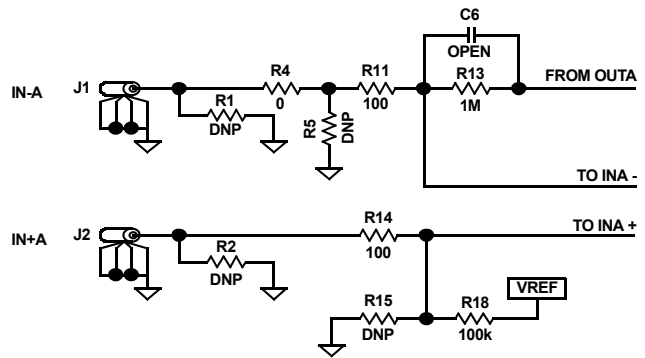 C6
OPEN
IN-A
J1
R4
0
R11
100
R13
1M
FROM OUTA
R1
DNP
R5
DNP
TO INA -
IN+A
J2
R14
100
TO INA +
R2
DNP
R15
DNP
R18
100k
VREF